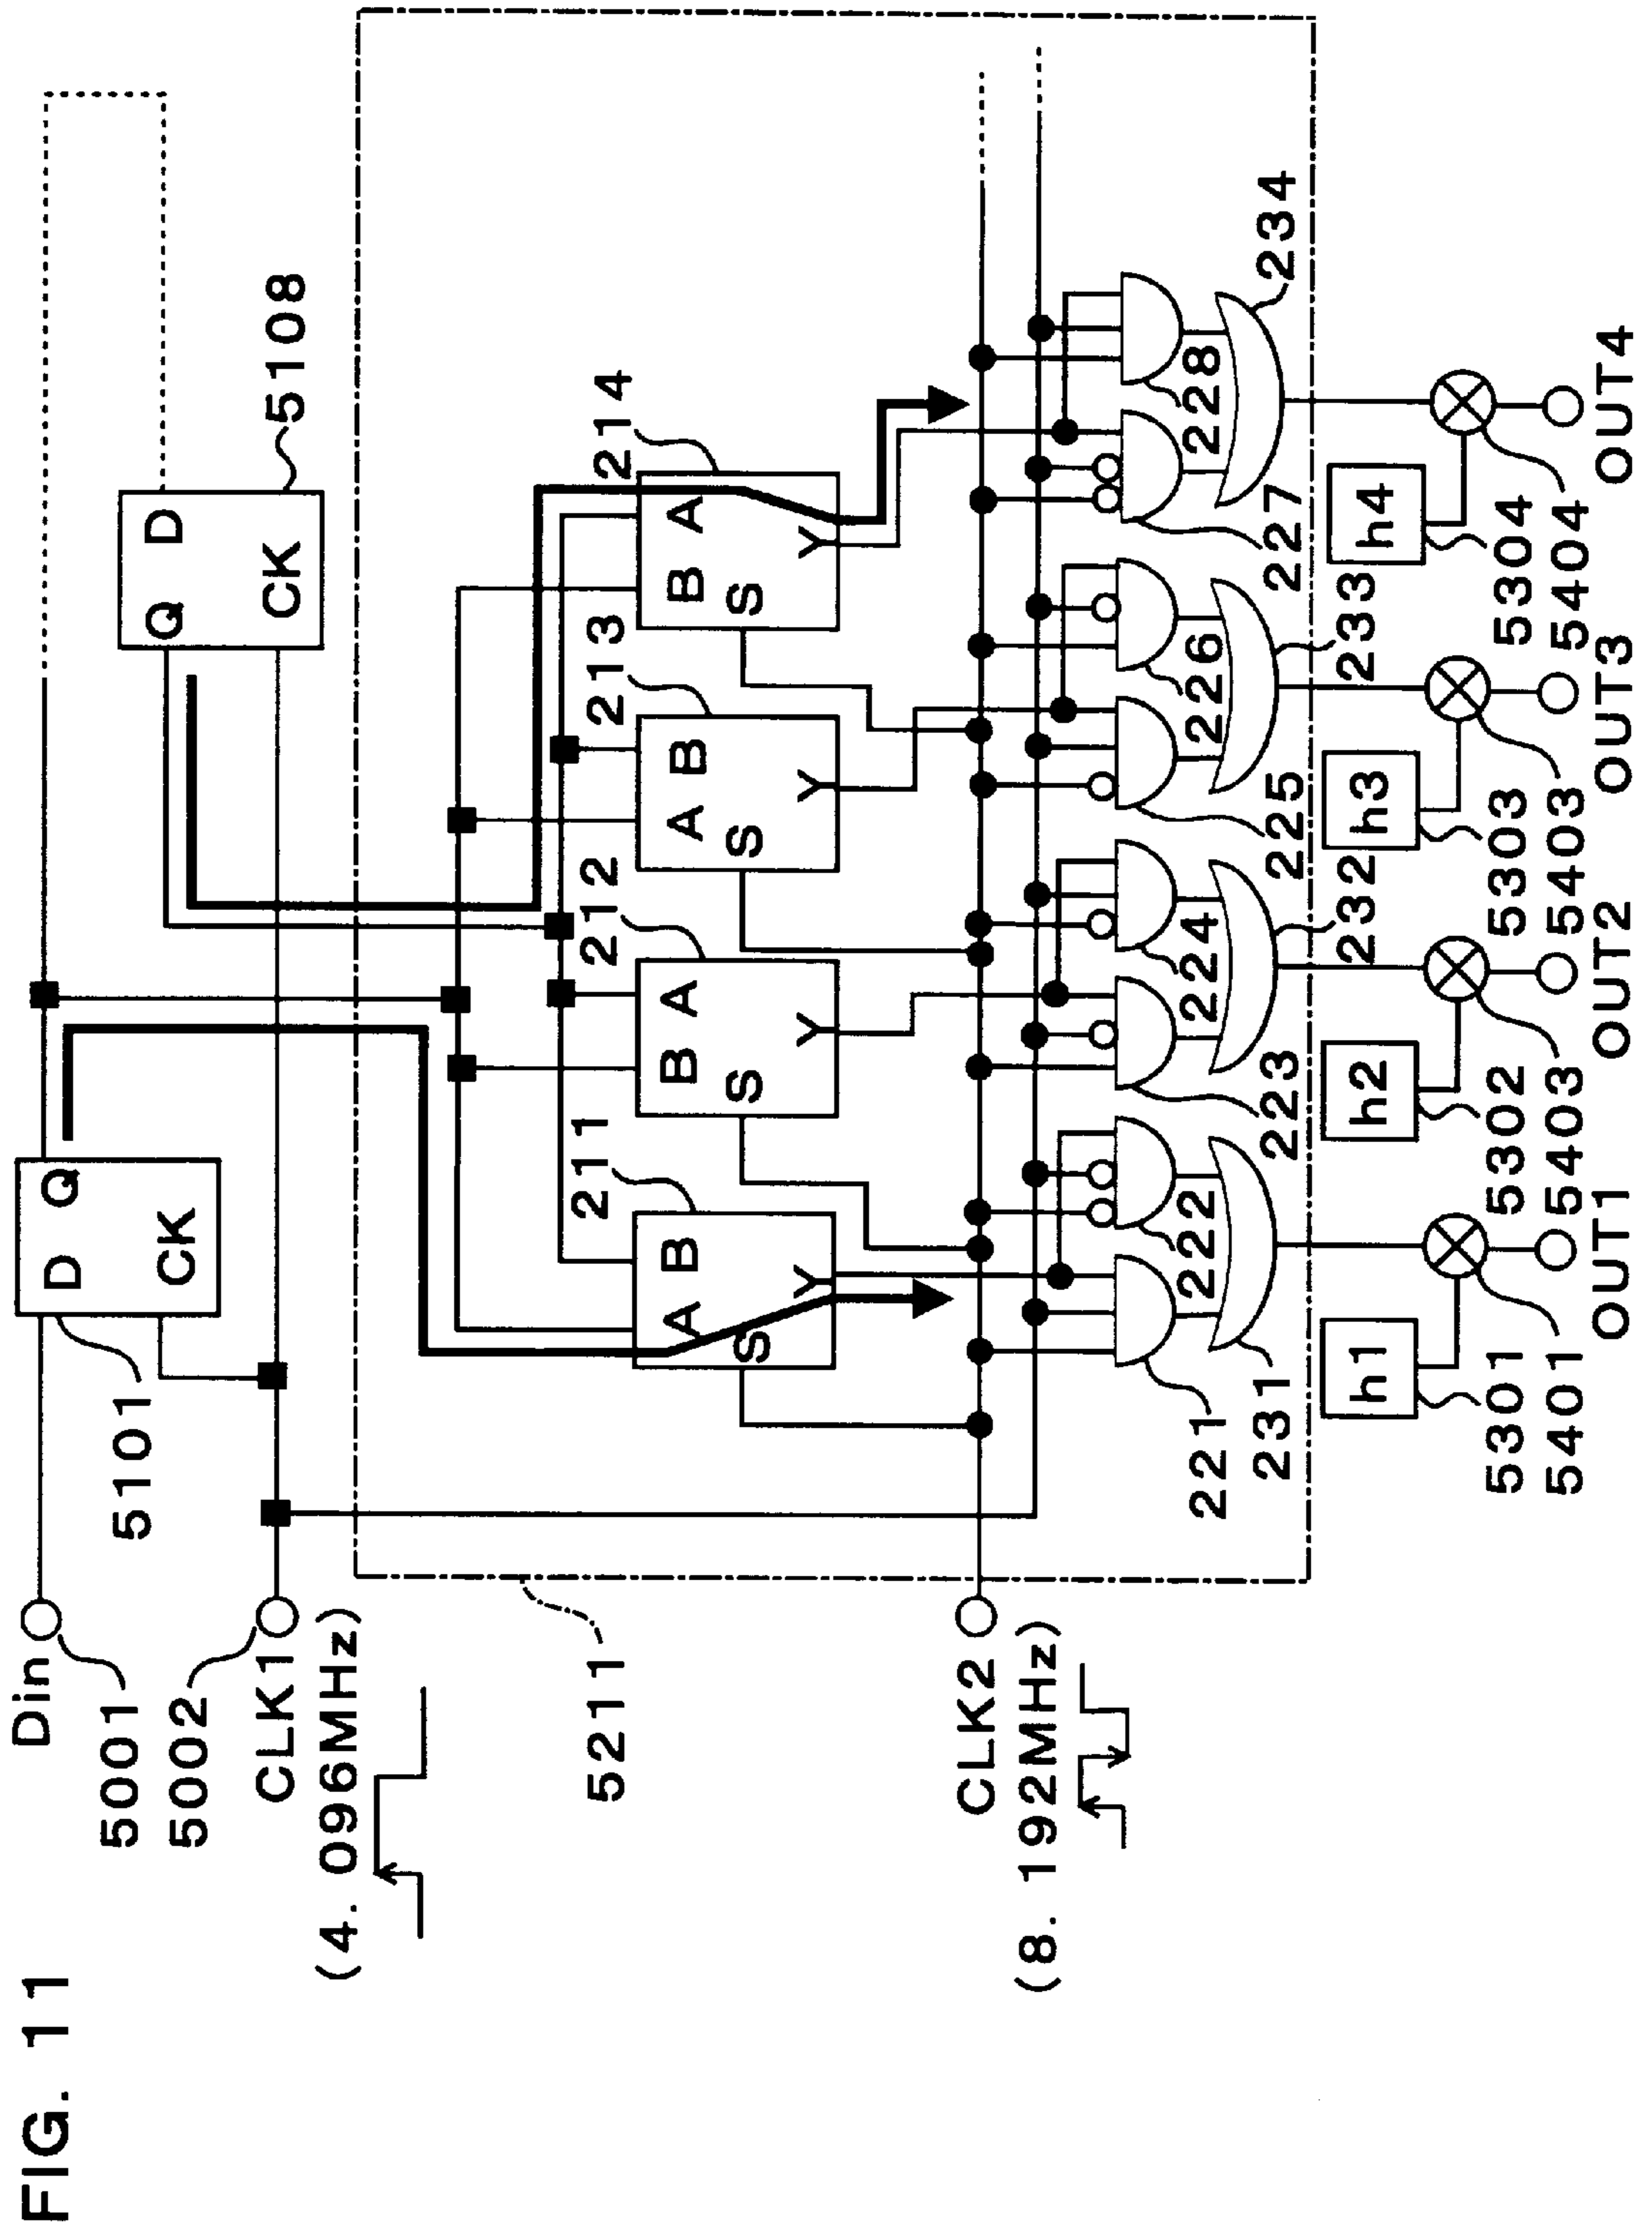 FIG. 11
Din
5001
5002
CLK1
(4. 096MHz)
5101
D Q
CK
Q D
CK
5108
5211
211
A B
S
Y
212
B A
S
Y
213
A B
S
Y
214
B A
S
Y
CLK2
(8. 192MHz)
221
222
223
224
225
226
227
228
231
232
233
234
h1
h2
h3
h4
5301
5401
5302
5403
5303
5403
5304
5404
OUT1
OUT2
OUT3
OUT4